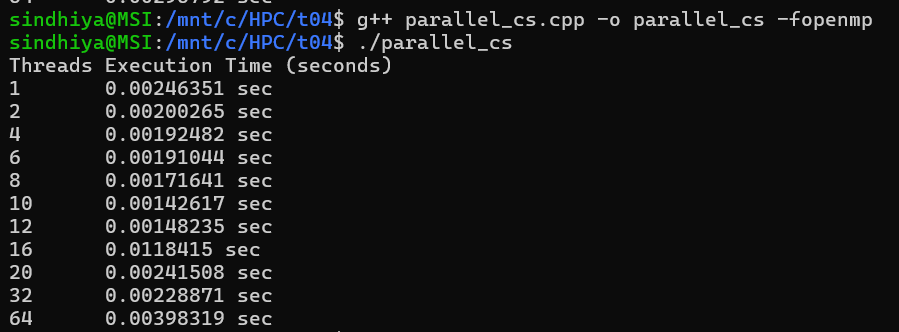 sindhiya@MSI:/mnt/c/HPC/t04$ g++ parallel_cs.cpp -o parallel_cs -fopenmp
sindhiya@MSI:/mnt/c/HPC/t04$ ./parallel_cs
Threads Execution Time (seconds)
1       0.00246351 sec
2       0.00200265 sec
4       0.00192482 sec
6       0.00191044 sec
8       0.00171641 sec
10      0.00142617 sec
12      0.00148235 sec
16      0.0118415 sec
20      0.00241508 sec
32      0.00228871 sec
64      0.00398319 sec